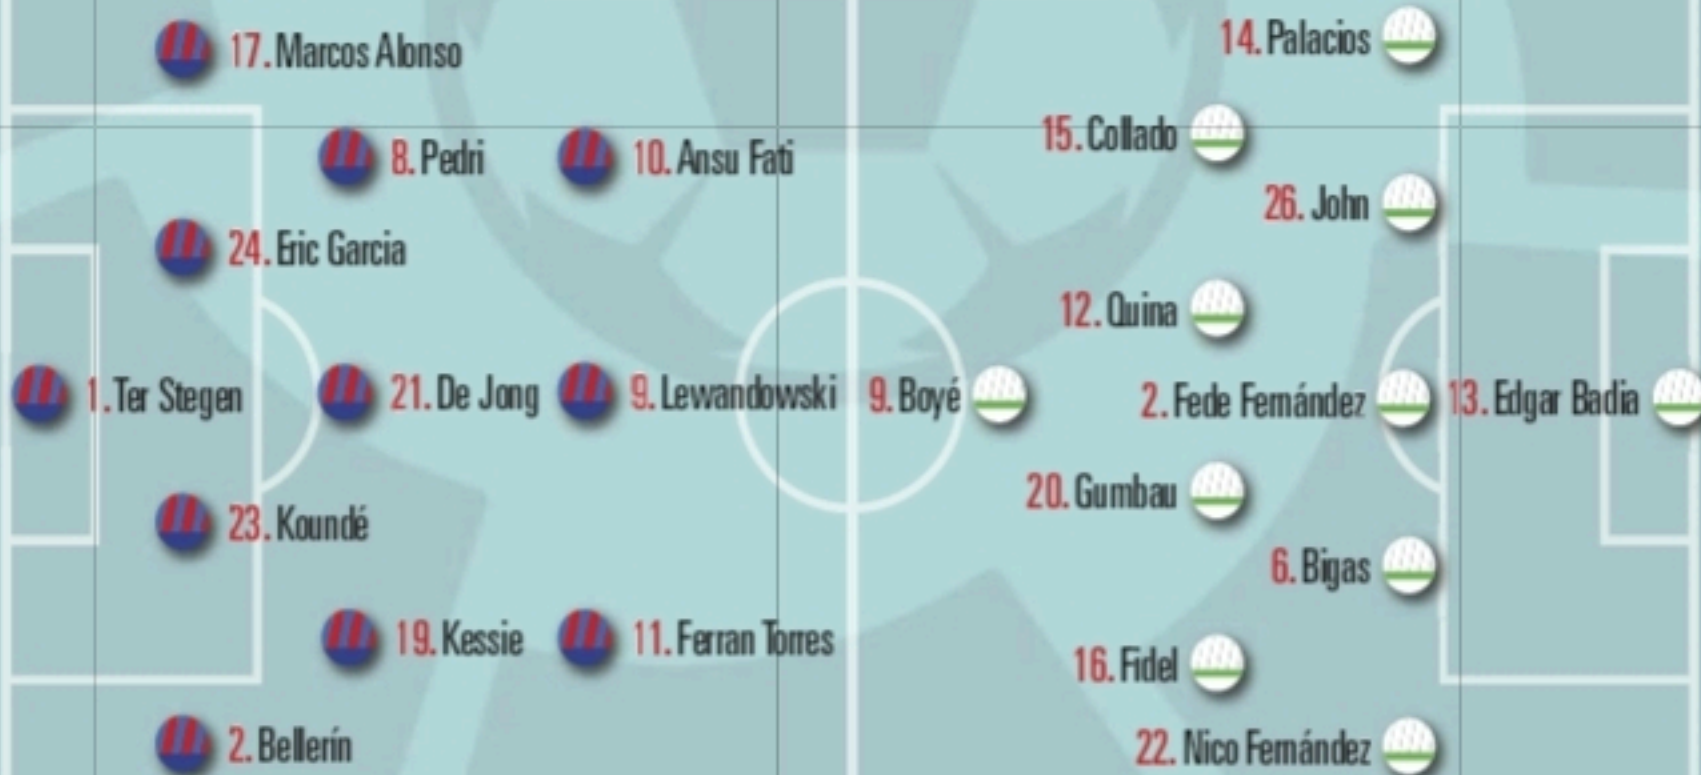 17. Marcos Alonso
8. Pedri
24. Eric Garcia
1. Ter Stegen
21. De Jong
23. Koundé
19. Kessie
2. Bellerín
10. Ansu Fati
9. Lewandowski
11. Ferran Torres
14. Palacios
15. Collado
26. John
12. Quina
9. Boyé
2. Fede Fernández
13. Edgar Badia
20. Gumbau
6. Bigas
16. Fidel
22. Nico Fernández